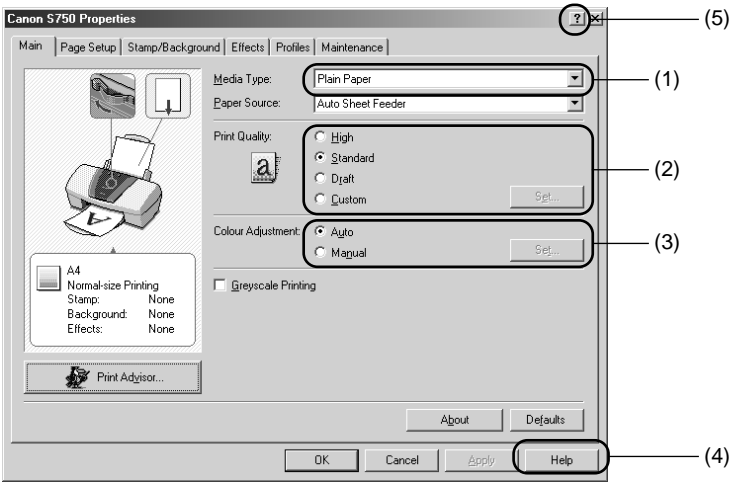 Canon S750 Properties
? ×
(5)
Main Page Setup Stamp/Background Effects Profiles Maintenance
Media Type: Plain Paper
(1)
Paper Source: Auto Sheet Feeder
Print Quality:
High
Standard
Draft
Custom
Set...
(2)
a
Colour Adjustment:
Auto
Manual
Set...
(3)
Greyscale Printing
A
A4
Normal-size Printing
Stamp: None
Background: None
Effects: None
Print Advisor...
About Defaults
OK Cancel Apply Help
(4)